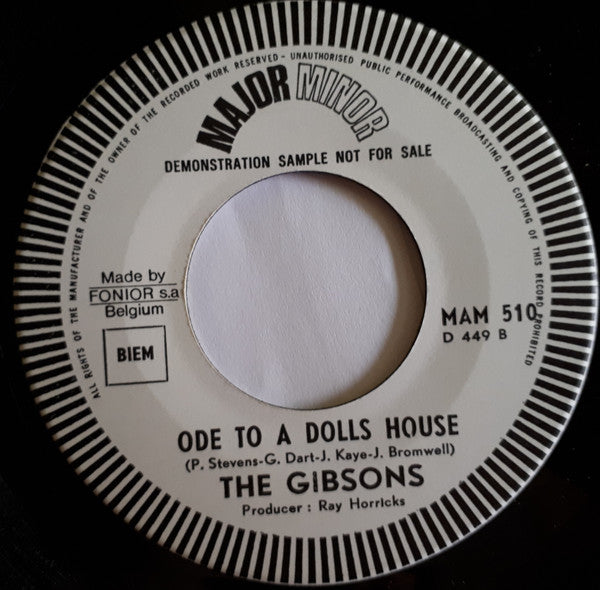 ALL RIGHTS OF THE MANUFACTURER AND OF THE OWNER OF THE RECORDED WORK RESERVED - UNAUTHORISED PUBLIC PERFORMANCE BROADCASTING AND COPYING OF THIS RECORD PROHIBITED
MAJOR MINOR
DEMONSTRATION SAMPLE NOT FOR SALE
Made by
FONIOR s.a
Belgium
BIEM
MAM 510
D 449 B
ODE TO A DOLLS HOUSE
(P. Stevens-G. Dart-J. Kaye-J. Bromwell)
THE GIBSONS
Producer : Ray Horricks